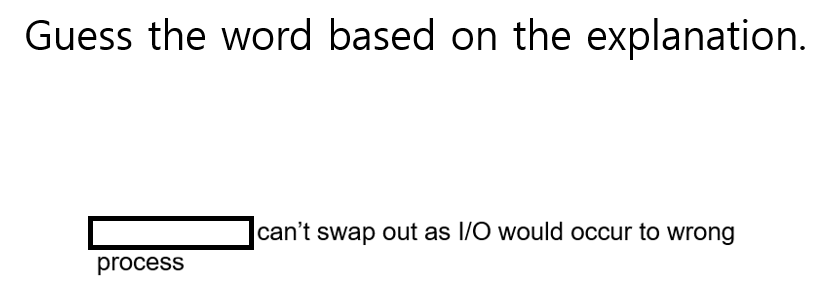 Guess the word based on the explanation.
can't swap out as I/O would occur to wrong
process